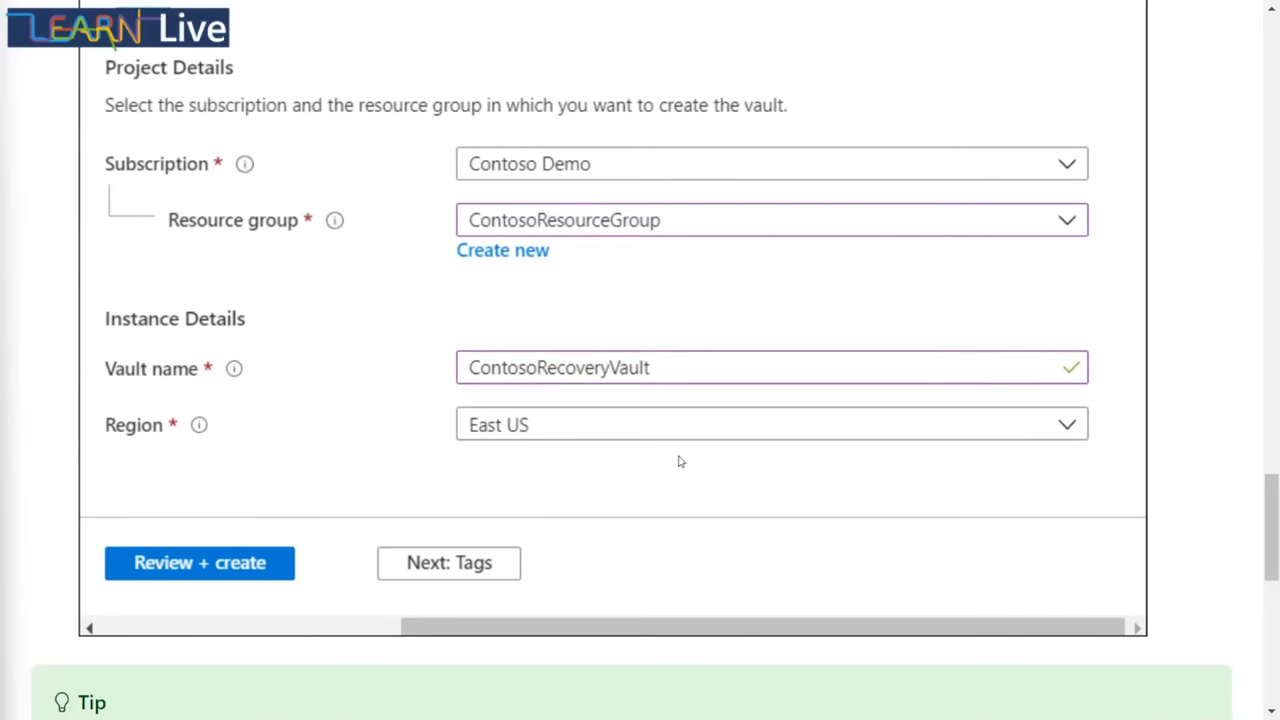 LEARN Live
Project Details
Select the subscription and the resource group in which you want to create the vault.
Subscription * Contoso Demo
Resource group * ContosoResourceGroup
Create new
Instance Details
Vault name * ContosoRecoveryVault
Region * East US
Review + create Next: Tags
Tip